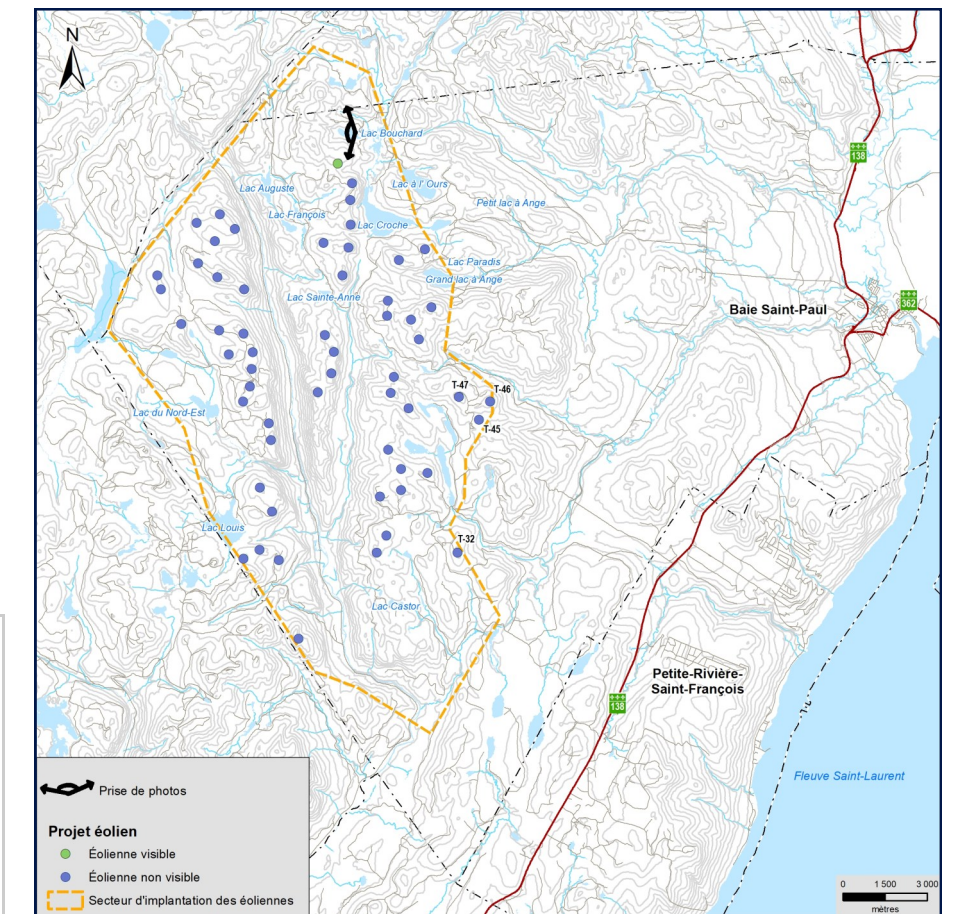 N
Lac Bouchard
138
Lac Auguste
Lac à l' Ours
Lac François
Petit lac à Ange
Lac Croche
Lac Paradis
Grand lac à Ange
Lac Sainte-Anne
362
Baie Saint-Paul
T-47
T-46
Lac du Nord-Est
T-45
Lac Louis
T-32
Lac Castor
Petite-Rivière-
Saint-François
138
Fleuve Saint-Laurent
Prise de photos
Projet éolien
Éolienne visible
Éolienne non visible
Secteur d'implantation des éoliennes
0 1 500 3 000
mètres